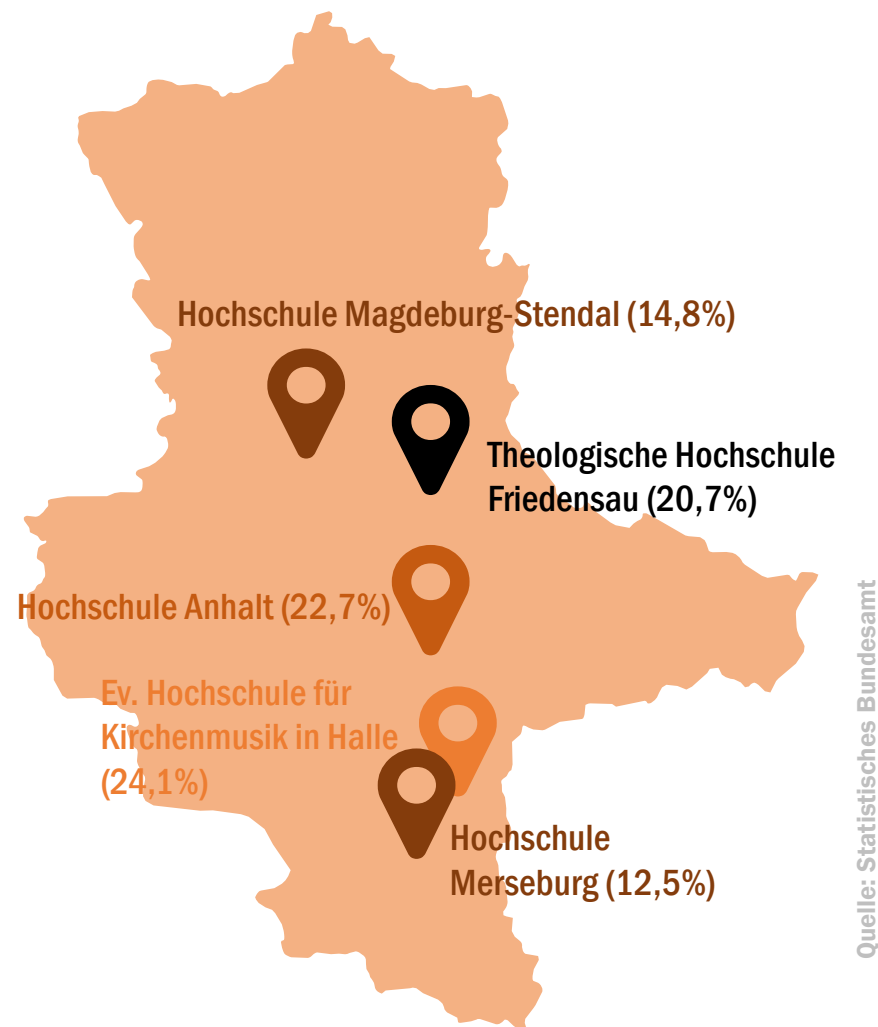 Hochschule Magdeburg-Stendal (14,8%)
Theologische Hochschule
Friedensau (20,7%)
Hochschule Anhalt (22,7%)
Ev. Hochschule für
Kirchenmusik in Halle
(24,1%)
Hochschule
Merseburg (12,5%)
Quelle: Statistisches Bundesamt